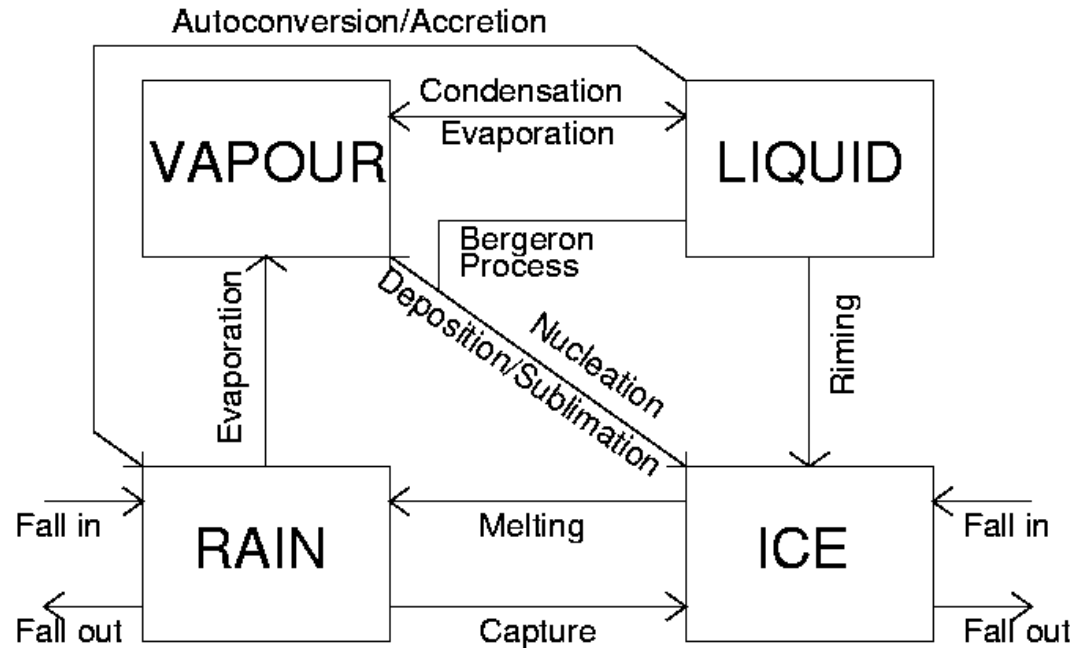 Autoconversion/Accretion
VAPOUR
Condensation
Evaporation
LIQUID
Bergeron
Process
Nucleation
Deposition/Sublimation
Evaporation
Riming
Fall in
RAIN
Melting
ICE
Fall in
Fall out
Capture
Fall out